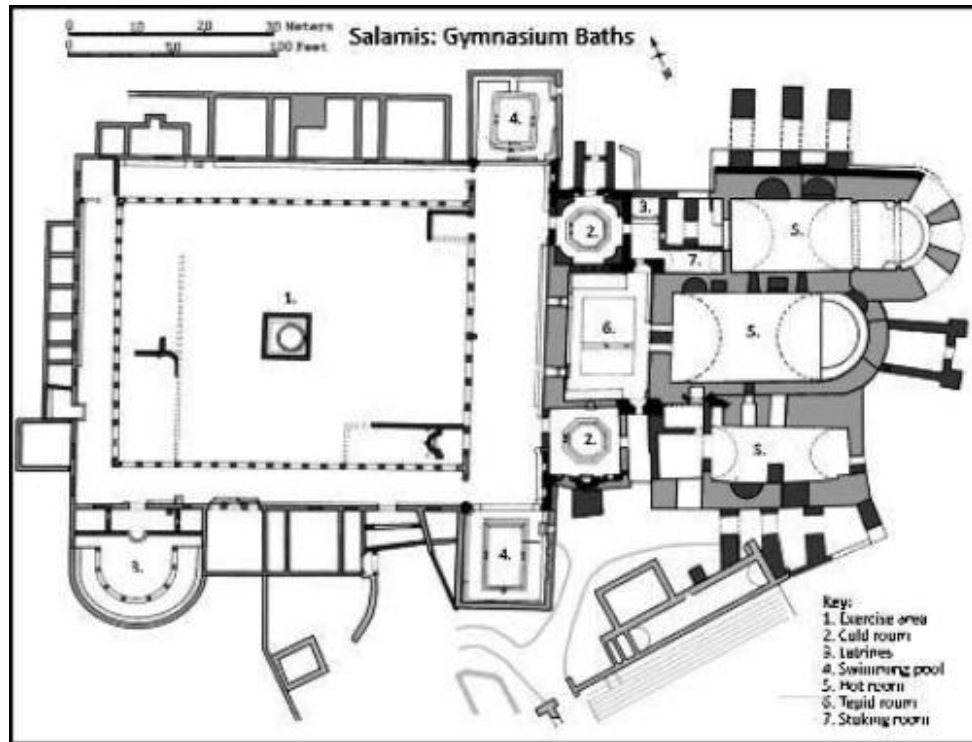 0 10 20 30 Meters
0 50 100 Feet
Salamis: Gymnasium Baths
4.
3.
2.
5.
7.
1.
6.
5.
2.
5.
4.
3.
Key:
1. Exercise area
2. Cold room
3. Latrines
4. Swimming pool
5. Hot room
6. Tepid room
7. room